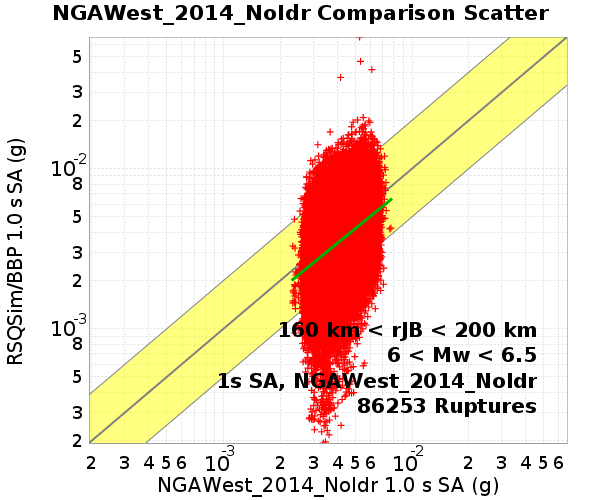 NGAWest_2014_NoIdr Comparison Scatter
RSQSim/BBP 1.0 s SA (g)
5
3
2
10-2
8
5
3
2
10-3
8
5
3
2
160 km < rJB < 200 km
6 < Mw < 6.5
1s SA, NGAWest_2014_NoIdr
86253 Ruptures
2 3 4 5 6 10-3 2 3 4 5 6 10-2 2 3 4 5 6
NGAWest_2014_NoIdr 1.0 s SA (g)